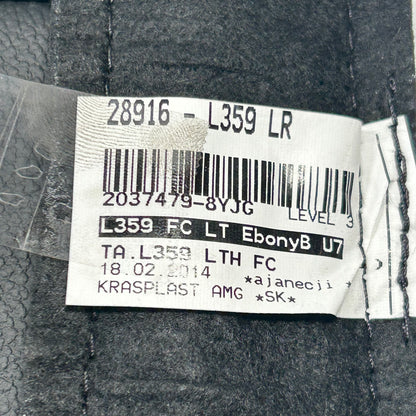 28916 - L359 LR
2037479-8YJG
LEVEL 3
L359 FC LT EbonyB U7
TA.L359 LTH FC
18.02.2014 *ajanecji *
KRASPLAST AMG *SK*